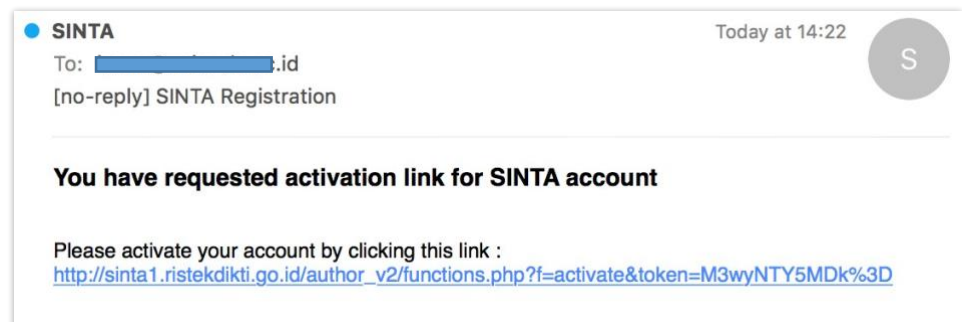 SINTA
Today at 14:22
S
To: .id
[no-reply] SINTA Registration
You have requested activation link for SINTA account
Please activate your account by clicking this link :
http://sinta1.ristekdikti.go.id/author_v2/functions.php?f=activate&token=M3wyNTY5MDk%3D